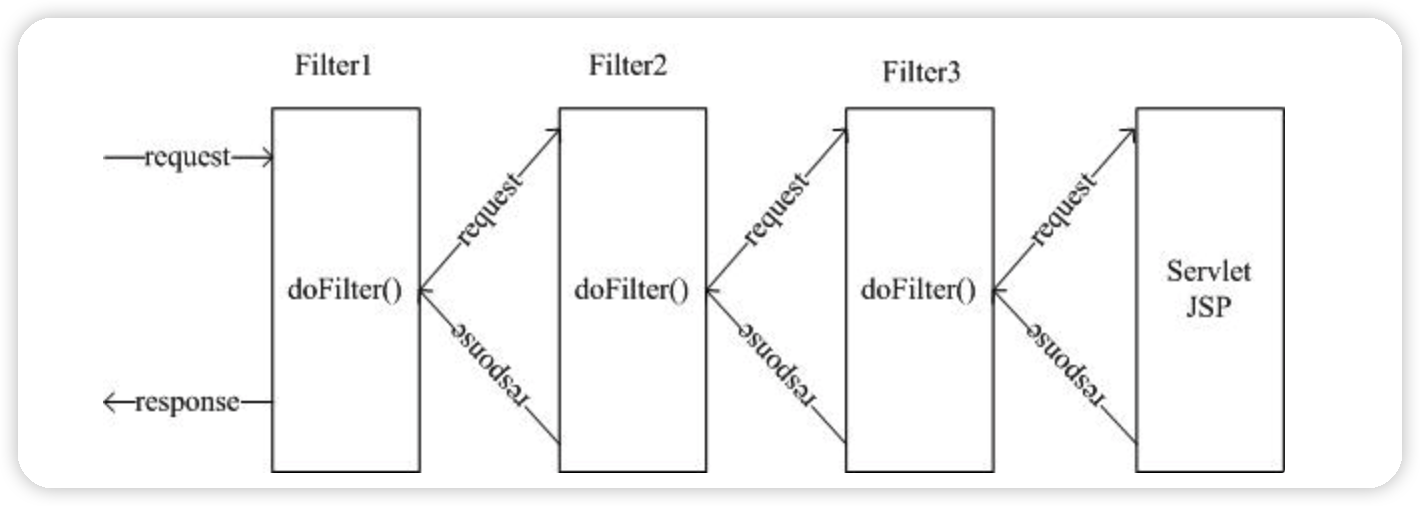 Filter1
Filter2
Filter3
request
request
request
request
doFilter()
doFilter()
doFilter()
Servlet
JSP
response
response
response
response